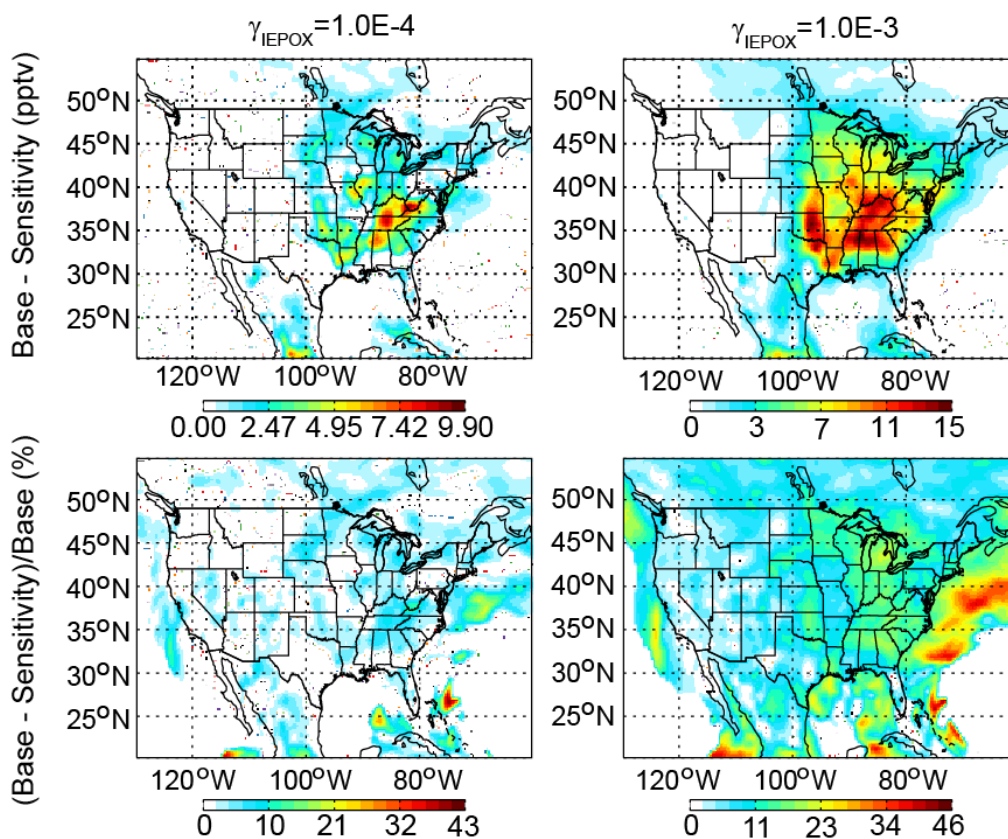 γIEPOX=1.0E-4 γIEPOX=1.0E-3
Base - Sensitivity (pptv)
50°N 50°N
45°N 45°N
40°N 40°N
35°N 35°N
30°N 30°N
25°N 25°N
120°W 100°W 80°W 120°W 100°W 80°W
0.00 2.47 4.95 7.42 9.90 0 3 7 11 15
(Base - Sensitivity)/Base (%)
50°N 50°N
45°N 45°N
40°N 40°N
35°N 35°N
30°N 30°N
25°N 25°N
120°W 100°W 80°W 120°W 100°W 80°W
0 10 21 32 43 0 11 23 34 46